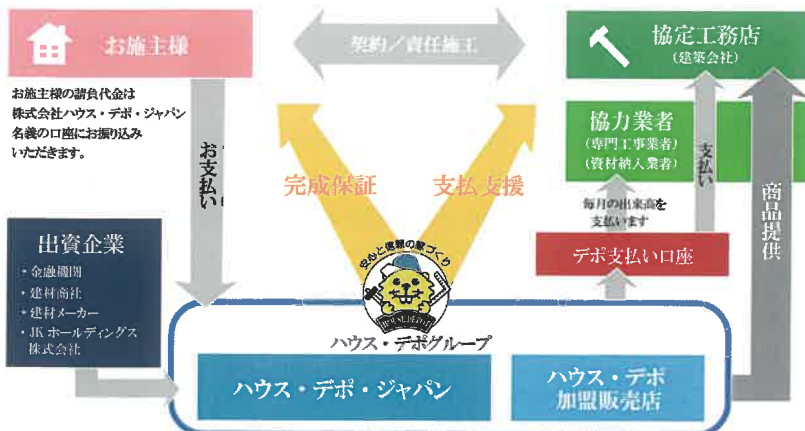 お施主様
契約／責任施工
協定工務店
（建築会社）
お施主様の請負代金は
株式会社ハウス・デポ・ジャパン
名義の口座にお振り込み
いただきます。
お支払い
協力業者
（専門工事業者）
（資材納入業者）
支払い
完成保証
支払支援
毎月の出来高を
支払います
商品提供
出資企業
・金融機関
・建材商社
・建材メーカー
・JKホールディングス
株式会社
デポ支払い口座
安心と信頼の家づくり
HOUSE DEPOT
ハウス・デポグループ
ハウス・デポ・ジャパン
ハウス・デポ
加盟販売店